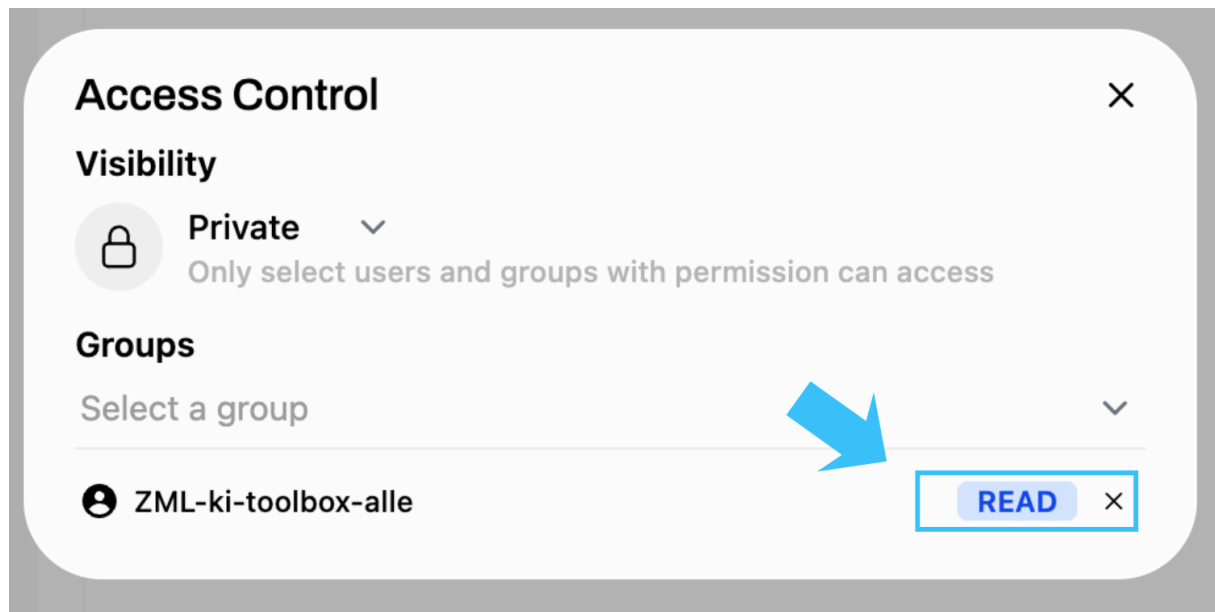 Access Control
Visibility
Private
Only select users and groups with permission can access
Groups
Select a group
ZML-ki-toolbox-alle READ